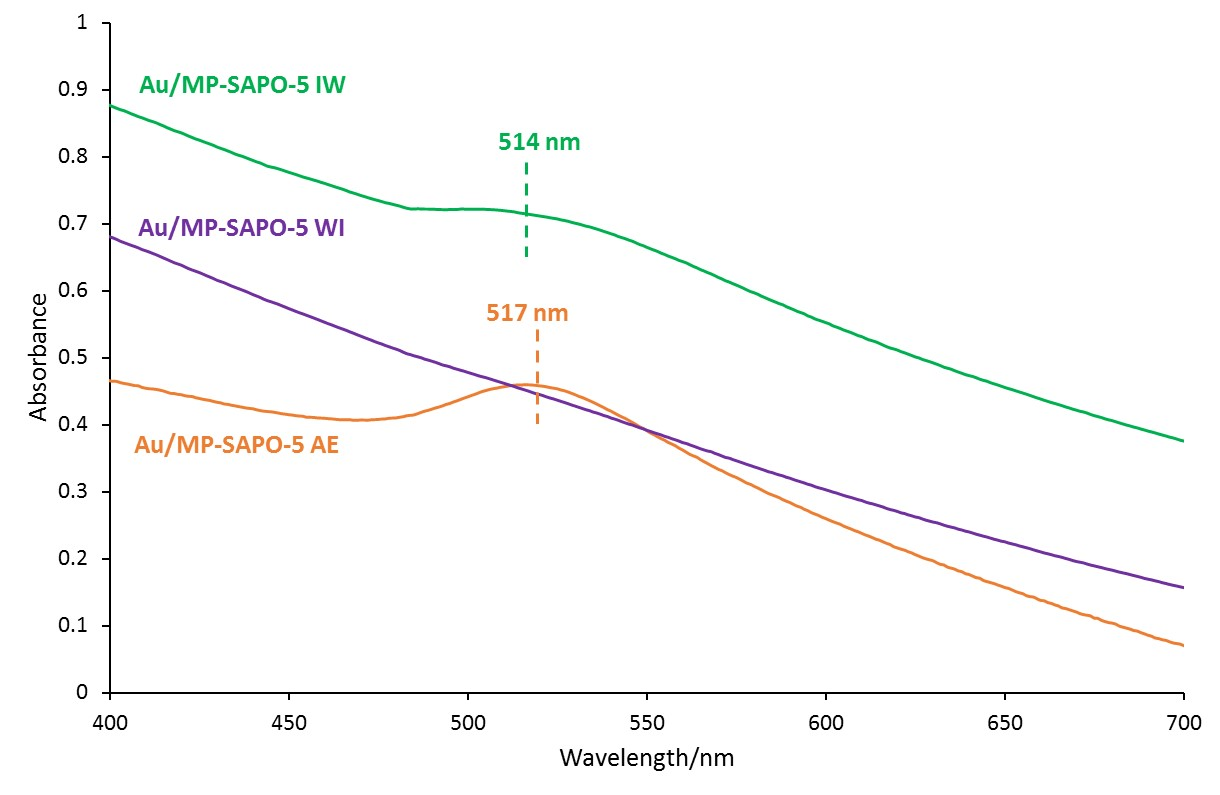 1
0.9
0.8
0.7
0.6
0.5
0.4
0.3
0.2
0.1
0
Absorbance
Au/MP-SAPO-5 IW
514 nm
Au/MP-SAPO-5 WI
517 nm
Au/MP-SAPO-5 AE
400 450 500 550 600 650 700
Wavelength/nm